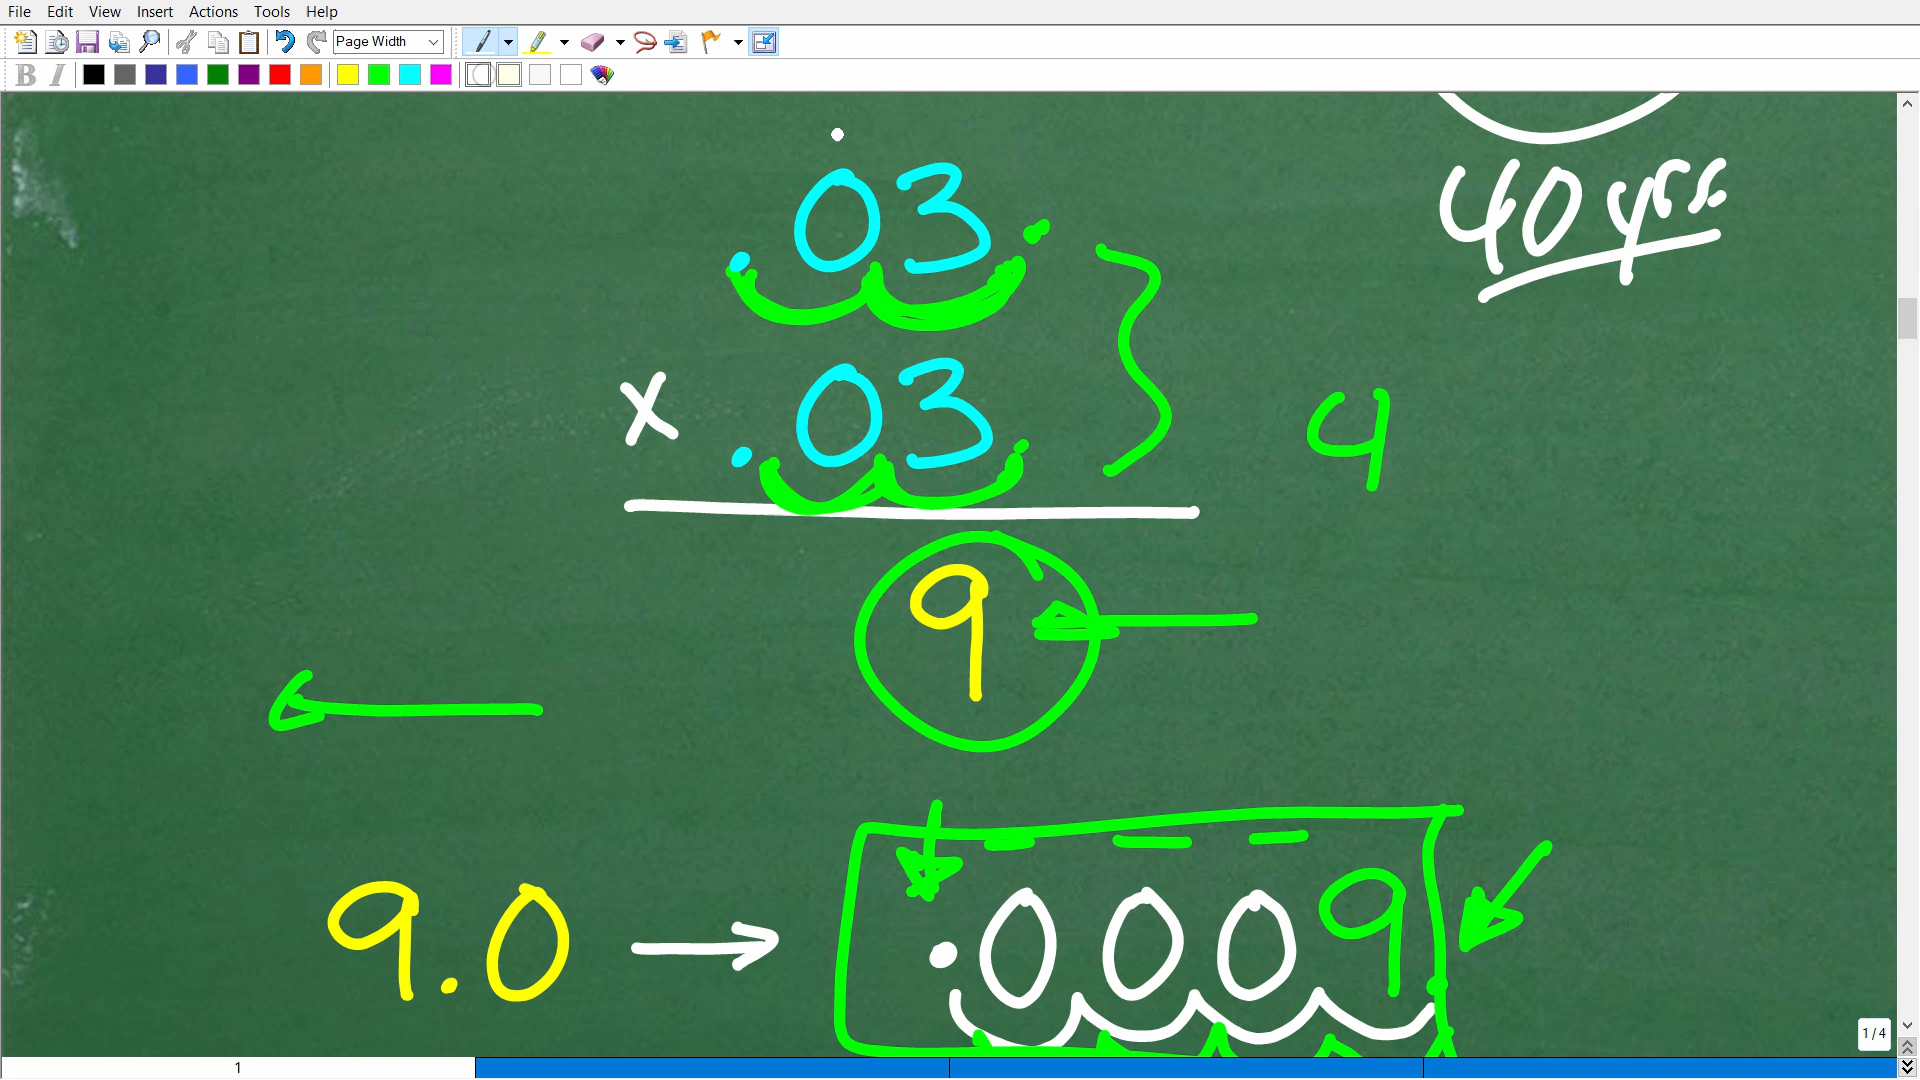 File Edit View Insert Actions Tools Help
Page Width
B I
.03.
40 yrs.
x .03.
4
9
9.0 → .0009.
1 / 4
1